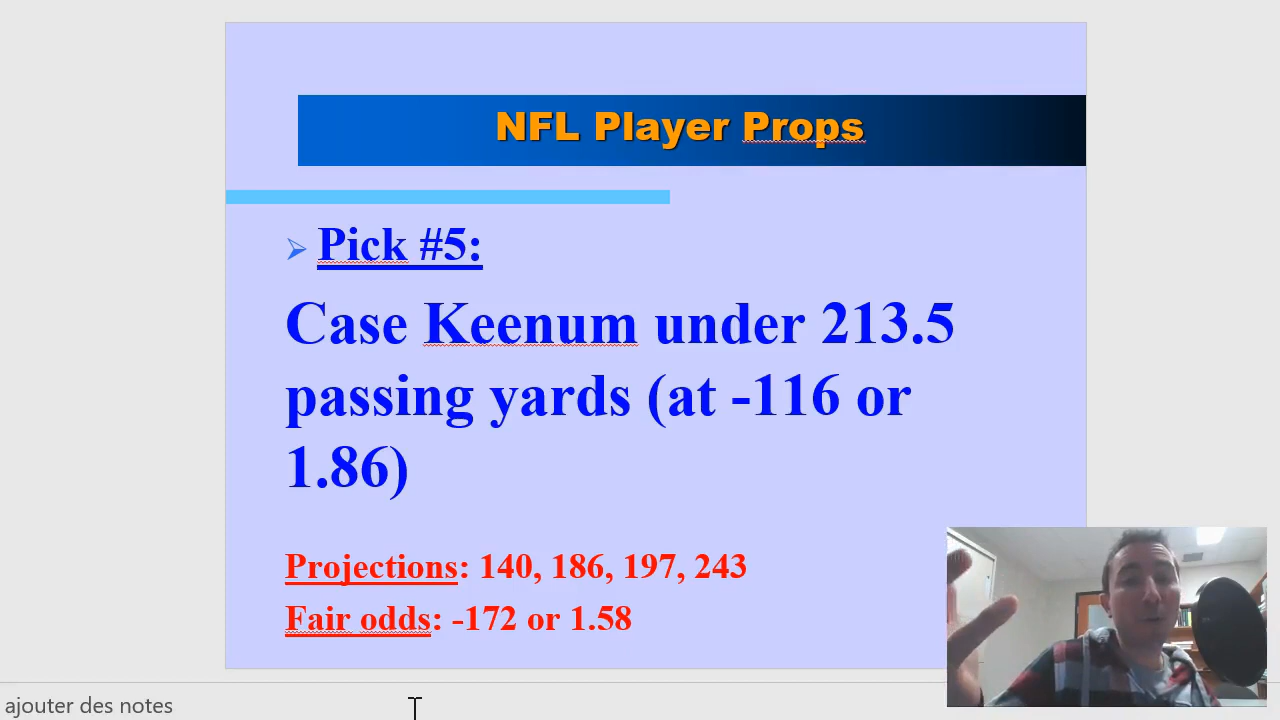 NFL Player Props
Pick #5:
Case Keenum under 213.5
passing yards (at -116 or
1.86)
Projections: 140, 186, 197, 243
Fair odds: -172 or 1.58
ajouter des notes